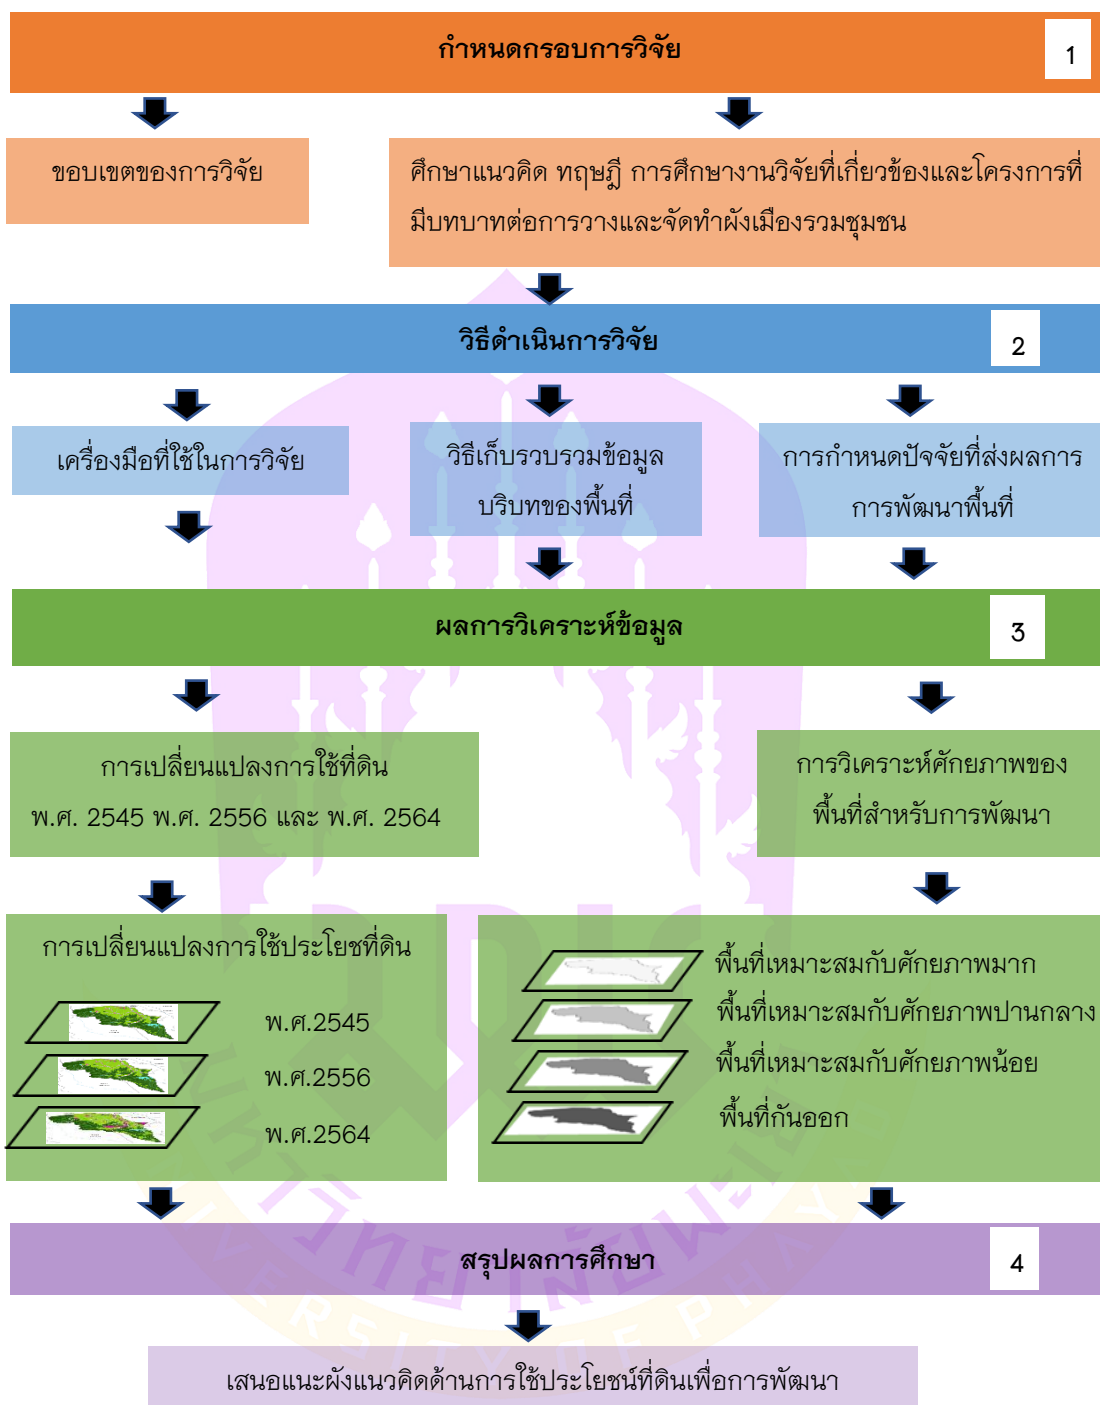 กำหนดกรอบการวิจัย
1
ขอบเขตของการวิจัย
ศึกษาแนวคิด ทฤษฎี การศึกษางานวิจัยที่เกี่ยวข้องและโครงการที่
มีบทบาทต่อการวางและจัดทำผังเมืองรวมชุมชน
วิธีดำเนินการวิจัย
2
เครื่องมือที่ใช้ในการวิจัย
วิธีเก็บรวบรวมข้อมูล
บริบทของพื้นที่
การกำหนดปัจจัยที่ส่งผลการ
การพัฒนาพื้นที่
ผลการวิเคราะห์ข้อมูล
3
การเปลี่ยนแปลงการใช้ที่ดิน
พ.ศ. 2545 พ.ศ. 2556 และ พ.ศ. 2564
การวิเคราะห์ศักยภาพของ
พื้นที่สำหรับการพัฒนา
การเปลี่ยนแปลงการใช้ประโยชที่ดิน
พ.ศ.2545
พ.ศ.2556
พ.ศ.2564
พื้นที่เหมาะสมกับศักยภาพมาก
พื้นที่เหมาะสมกับศักยภาพปานกลาง
พื้นที่เหมาะสมกับศักยภาพน้อย
พื้นที่กันออก
สรุปผลการศึกษา
4
เสนอแนะผังแนวคิดด้านการใช้ประโยชน์ที่ดินเพื่อการพัฒนา
มหาวิทยาลัยพะเยา
UNIVERSITY OF PHAYAO